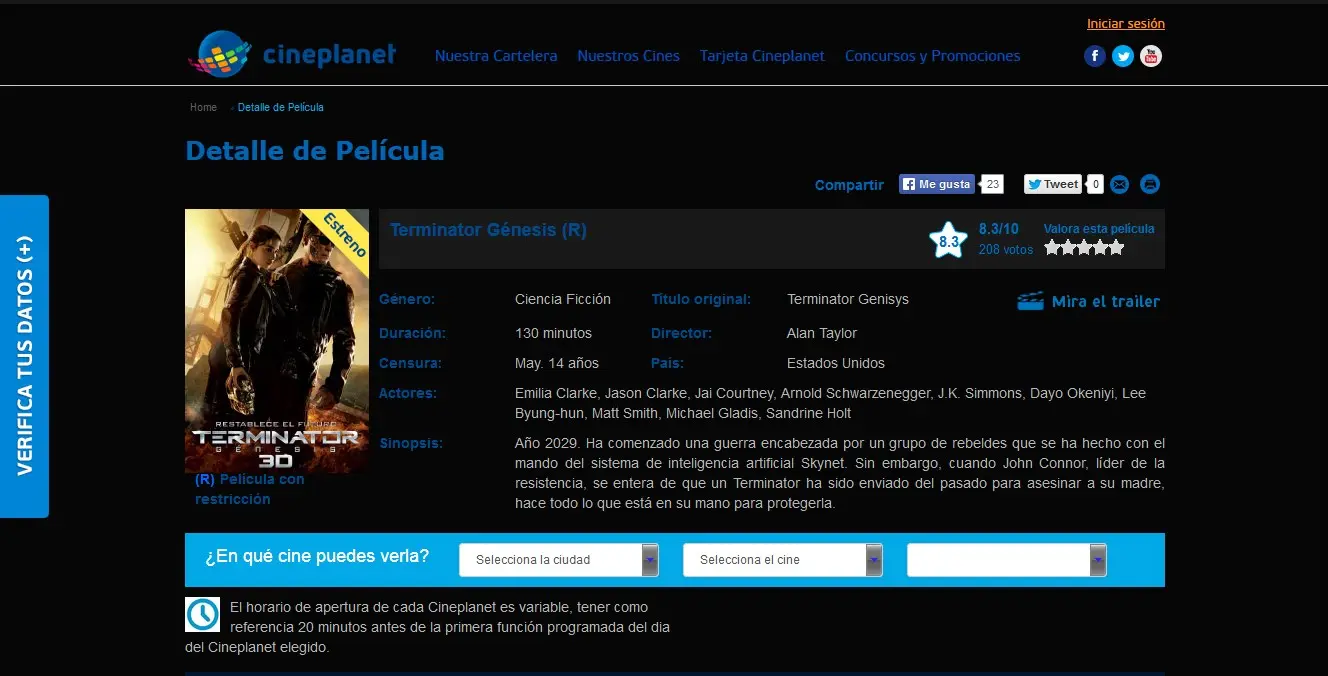 Iniciar sesión
cineplanet
Nuestra Cartelera Nuestros Cines Tarjeta Cineplanet Concursos y Promociones
Home Detalle de Película
Detalle de Película
Compartir Me gusta 23 Tweet 0
VERIFICA TUS DATOS (+)
Estreno
RESTABLECE EL FUTURO
TERMINATOR
GÉNESIS
3D
(R) Película con
restricción
Terminator Génesis (R)
8.3
8.3/10
208 votos
Valora esta película
Género: Ciencia Ficción Título original: Terminator Genisys
Mira el trailer
Duración: 130 minutos Director: Alan Taylor
Censura: May. 14 años País: Estados Unidos
Actores: Emilia Clarke, Jason Clarke, Jai Courtney, Arnold Schwarzenegger, J.K. Simmons, Dayo Okeniyi, Lee
Byung-hun, Matt Smith, Michael Gladis, Sandrine Holt
Sinopsis: Año 2029. Ha comenzado una guerra encabezada por un grupo de rebeldes que se ha hecho con el
mando del sistema de inteligencia artificial Skynet. Sin embargo, cuando John Connor, líder de la
resistencia, se entera de que un Terminator ha sido enviado del pasado para asesinar a su madre,
hace todo lo que está en su mano para protegerla.
¿En qué cine puedes verla? Selecciona la ciudad Selecciona el cine
El horario de apertura de cada Cineplanet es variable, tener como
referencia 20 minutos antes de la primera función programada del dia
del Cineplanet elegido.